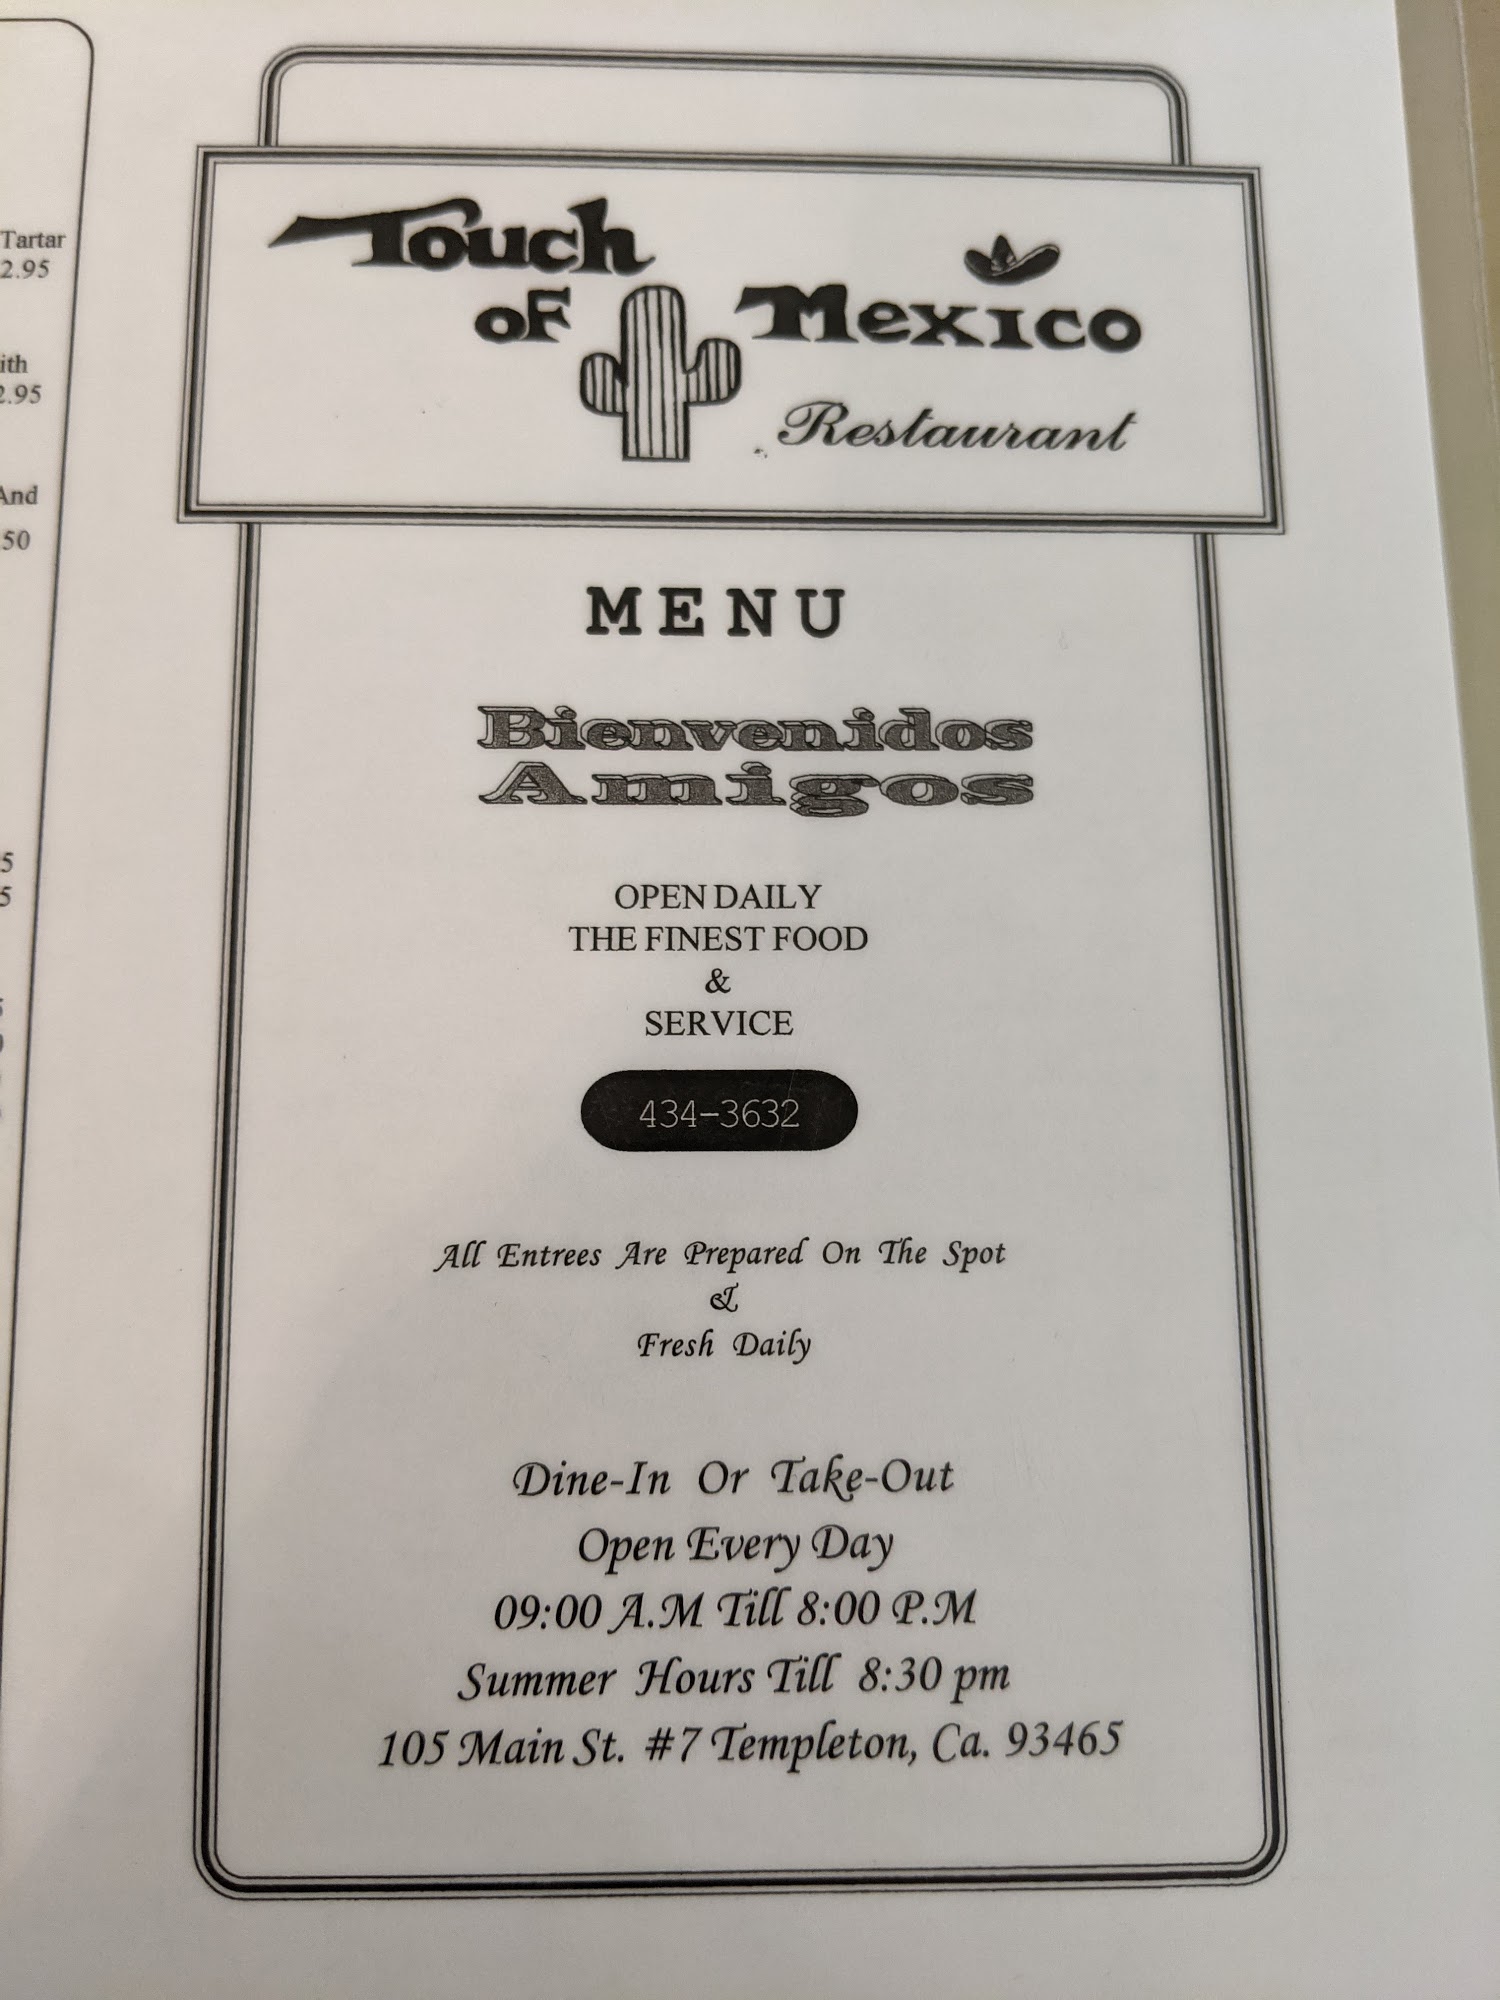 Tartar
2.95
ith
2.95
And
.50
5
5
Touch
of Mexico
Restaurant
MENU
Bienvenidos
Amigos
OPEN DAILY
THE FINEST FOOD
&
SERVICE
434-3632
All Entrees Are Prepared On The Spot
&
Fresh Daily
Dine-In Or Take-Out
Open Every Day
09:00 A.M Till 8:00 P.M
Summer Hours Till 8:30 pm
105 Main St. #7 Templeton, Ca. 93465